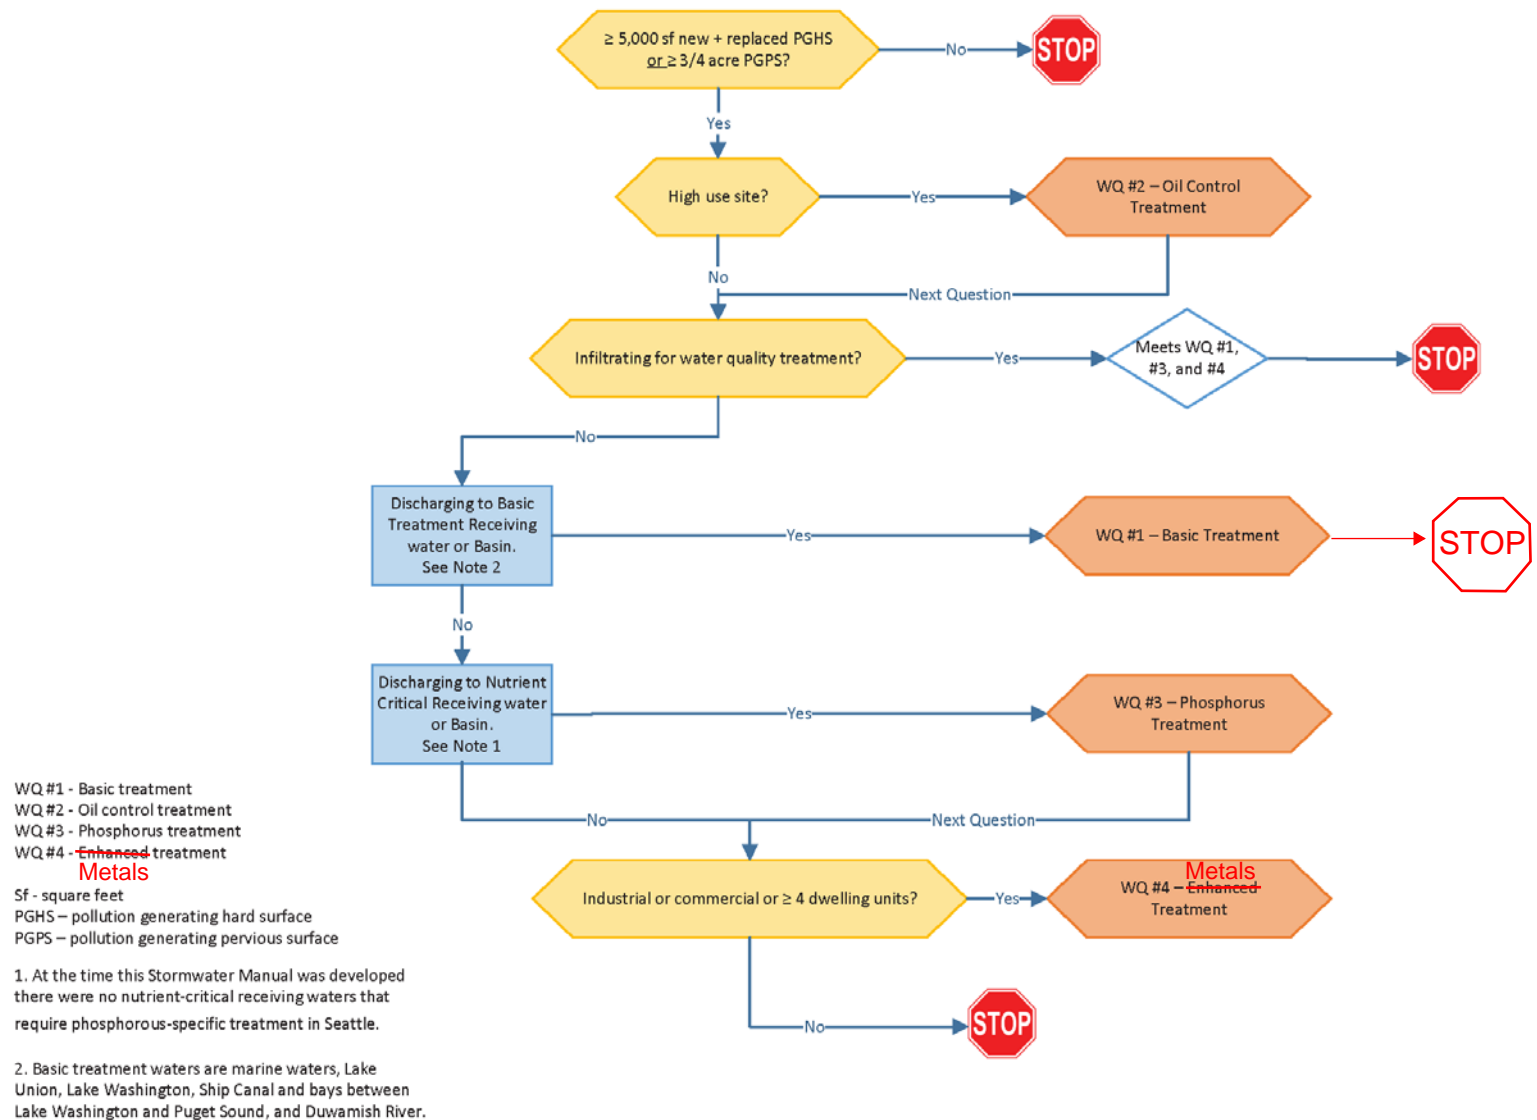 ≥ 5,000 sf new + replaced PGHS
or ≥ 3/4 acre PGPS?
No
STOP
Yes
High use site?
Yes
WQ #2 – Oil Control
Treatment
No
Next Question
Infiltrating for water quality treatment?
Yes
Meets WQ #1,
#3, and #4
STOP
No
Discharging to Basic
Treatment Receiving
water or Basin.
See Note 2
Yes
WQ #1 – Basic Treatment
STOP
No
Discharging to Nutrient
Critical Receiving water
or Basin.
See Note 1
Yes
WQ #3 – Phosphorus
Treatment
No
Next Question
Industrial or commercial or ≥ 4 dwelling units?
Yes
Metals
WQ #4 – Enhanced
Treatment
No
STOP
WQ #1 - Basic treatment
WQ #2 - Oil control treatment
WQ #3 - Phosphorus treatment
WQ #4 - Enhanced treatment
Metals
Sf - square feet
PGHS – pollution generating hard surface
PGPS – pollution generating pervious surface
1. At the time this Stormwater Manual was developed
there were no nutrient-critical receiving waters that
require phosphorous-specific treatment in Seattle.
2. Basic treatment waters are marine waters, Lake
Union, Lake Washington, Ship Canal and bays between
Lake Washington and Puget Sound, and Duwamish River.